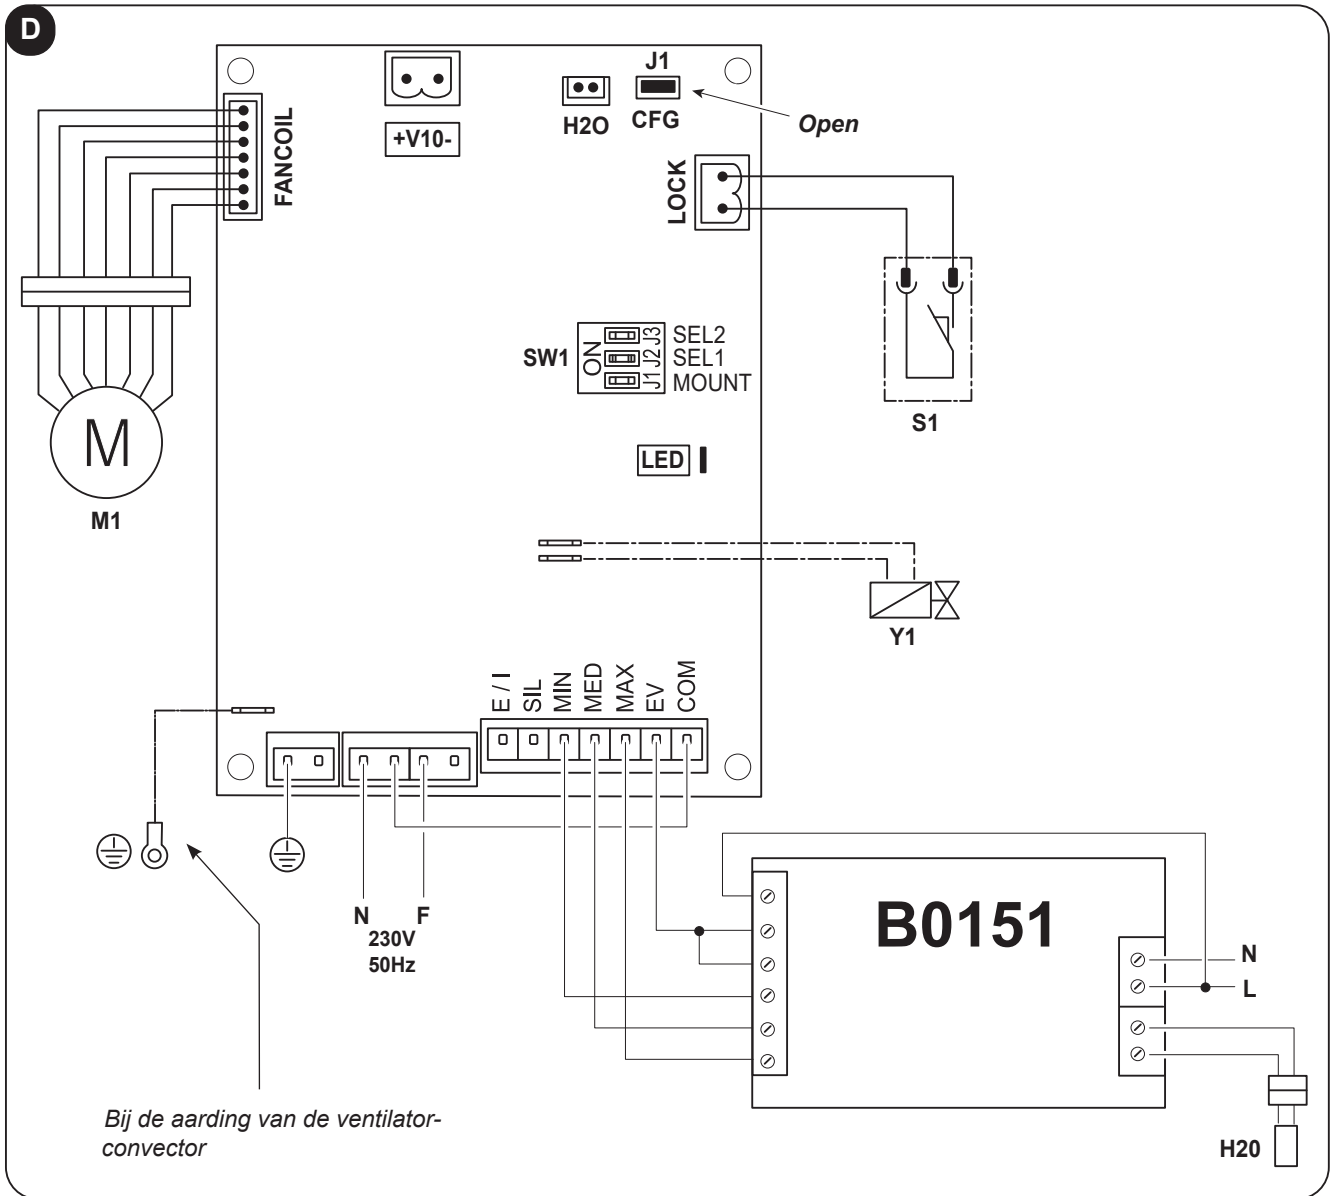 D
J1
H2O
CFG
Open
+V10-
FANCOIL
LOCK
SW1
ON
J3 SEL2
J2 SEL1
J1 MOUNT
S1
M
M1
LED
Y1
E / I
SIL
MIN
MED
MAX
EV
COM
N F
230V
50Hz
B0151
N
L
H20
Bij de aarding van de ventilator-
convector